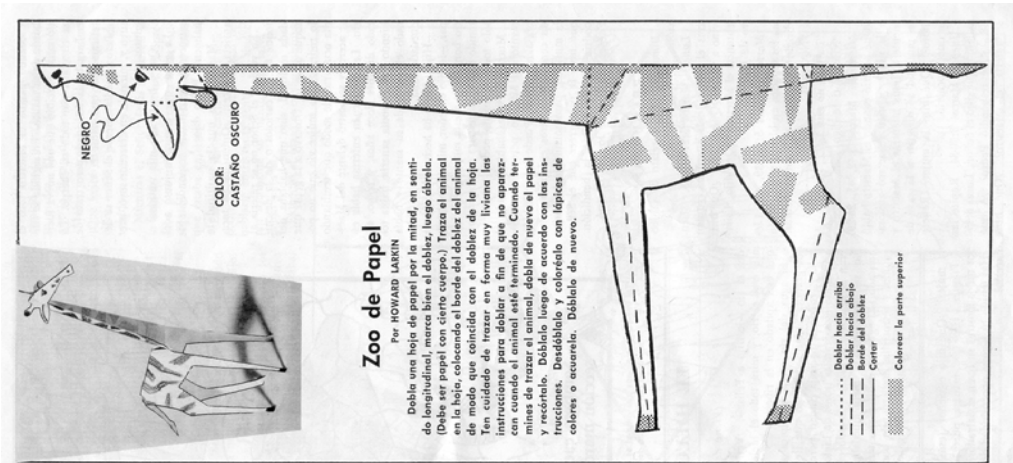 NEGRO
COLOR:
CASTAÑO OSCURO
Zoo de Papel
Por HOWARD LARKIN
Dobla una hoja de papel por la mitad, en senti-
do longitudinal, marca bien el doblez, luego ábrela.
(Debe ser papel con cierto cuerpo.) Traza el animal
en la hoja, colocando el borde del doblez del animal
de modo que coincida con el doblez de la hoja.
Ten cuidado de trazar en forma muy liviana las
instrucciones para doblar a fin de que no aparez-
can cuando el animal esté terminado. Cuando ter-
mines de trazar el animal, dobla de nuevo el papel
y recórtalo. Dóblalo luego de acuerdo con las ins-
trucciones. Desdóblalo y coloréalo con lápices de
colores o acuarela. Dóblalo de nuevo.
Doblar hacia arriba
Doblar hacia abajo
Borde del doblez
Cortar
Colorear la parte superior